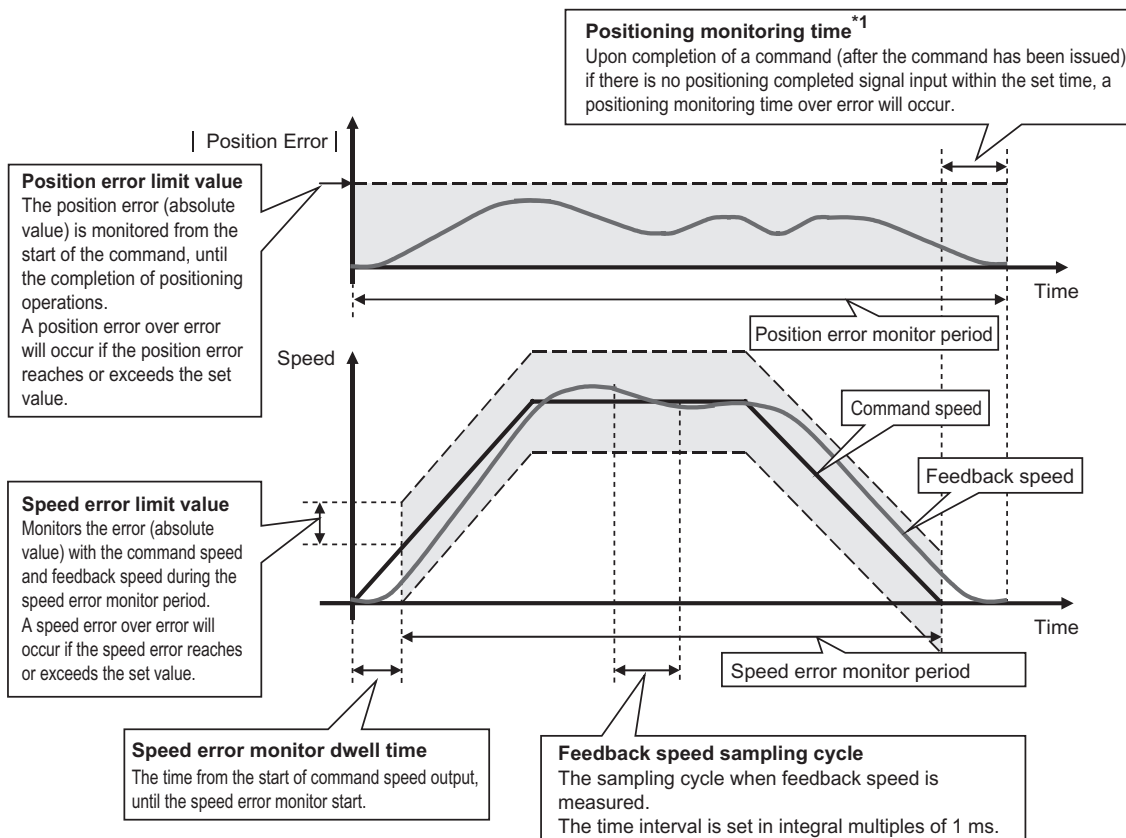 Positioning monitoring time*1
Upon completion of a command (after the command has been issued)
if there is no positioning completed signal input within the set time, a
positioning monitoring time over error will occur.
| Position Error |
Position error limit value
The position error (absolute
value) is monitored from the
start of the command, until
the completion of positioning
operations.
A position error over error
will occur if the position error
reaches or exceeds the set
value.
Time
Position error monitor period
Speed
Command speed
Feedback speed
Speed error limit value
Monitors the error (absolute
value) with the command speed
and feedback speed during the
speed error monitor period.
A speed error over error will
occur if the speed error reaches
or exceeds the set value.
Time
Speed error monitor period
Speed error monitor dwell time
The time from the start of command speed output,
until the speed error monitor start.
Feedback speed sampling cycle
The sampling cycle when feedback speed is
measured.
The time interval is set in integral multiples of 1 ms.